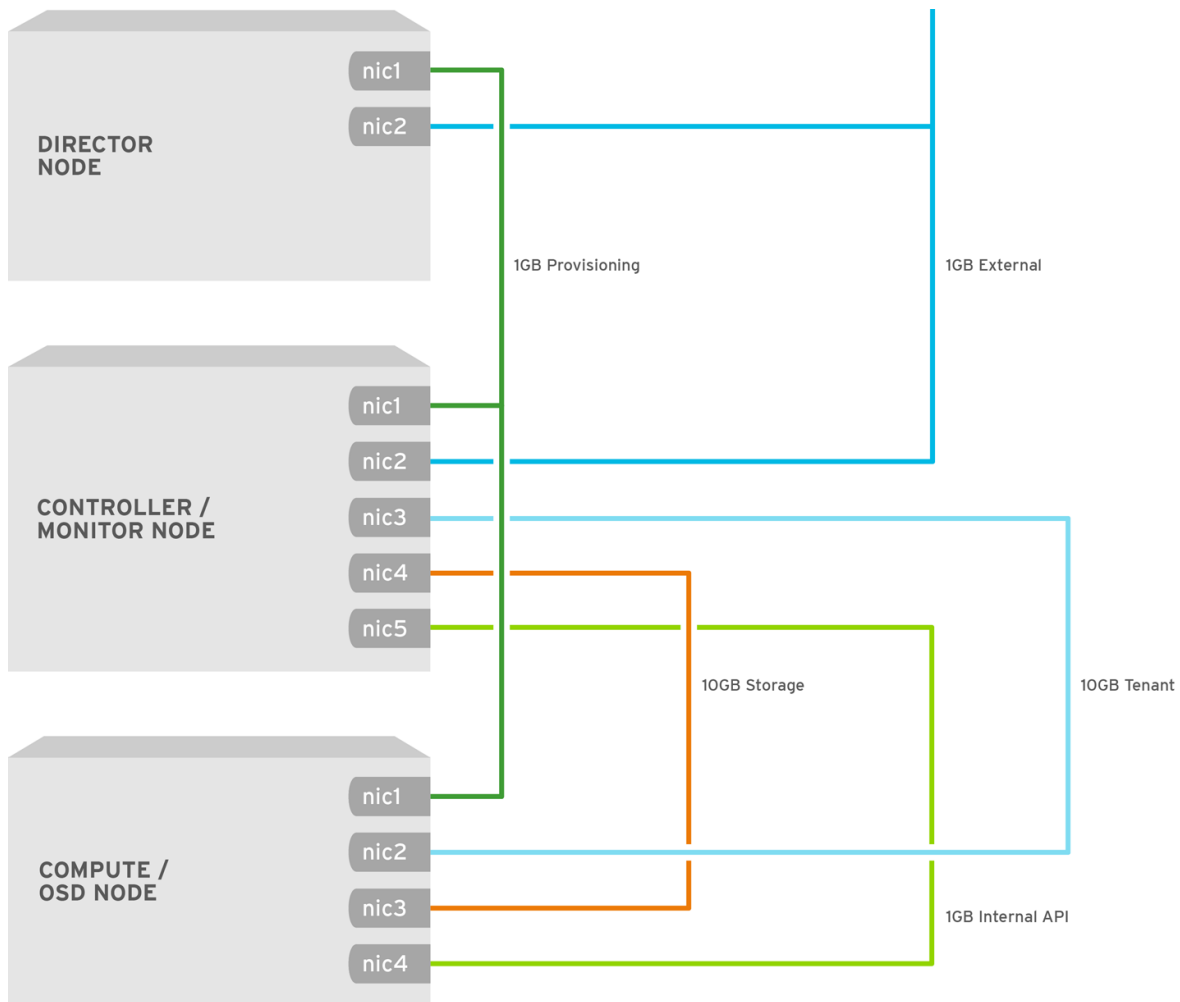 nic1
nic2
DIRECTOR
NODE
1GB Provisioning
1GB External
nic1
nic2
nic3
nic4
nic5
CONTROLLER /
MONITOR NODE
10GB Storage
10GB Tenant
nic1
nic2
nic3
nic4
COMPUTE /
OSD NODE
1GB Internal API